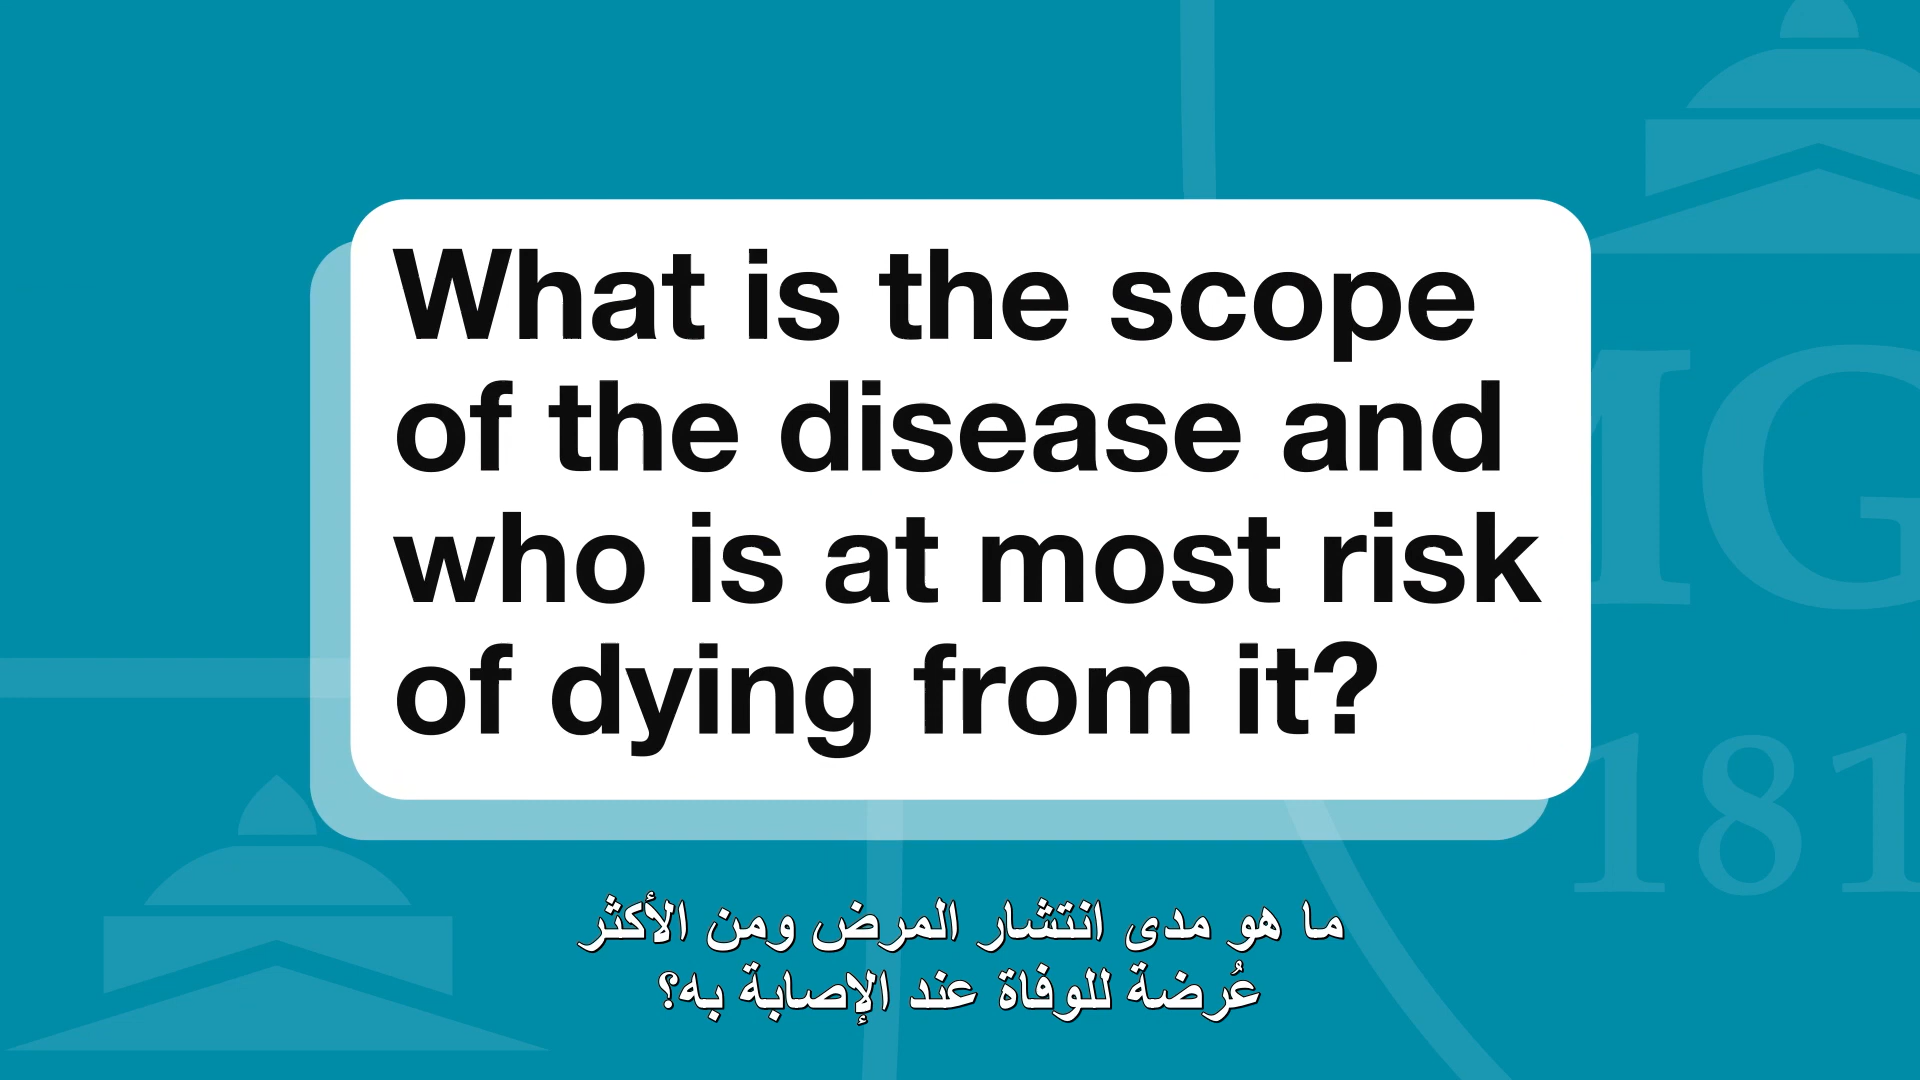 What is the scope
of the disease and
who is at most risk
of dying from it?
ما هو مدى انتشار المرض ومن الأكثر
عُرضة للوفاة عند الإصابة به؟